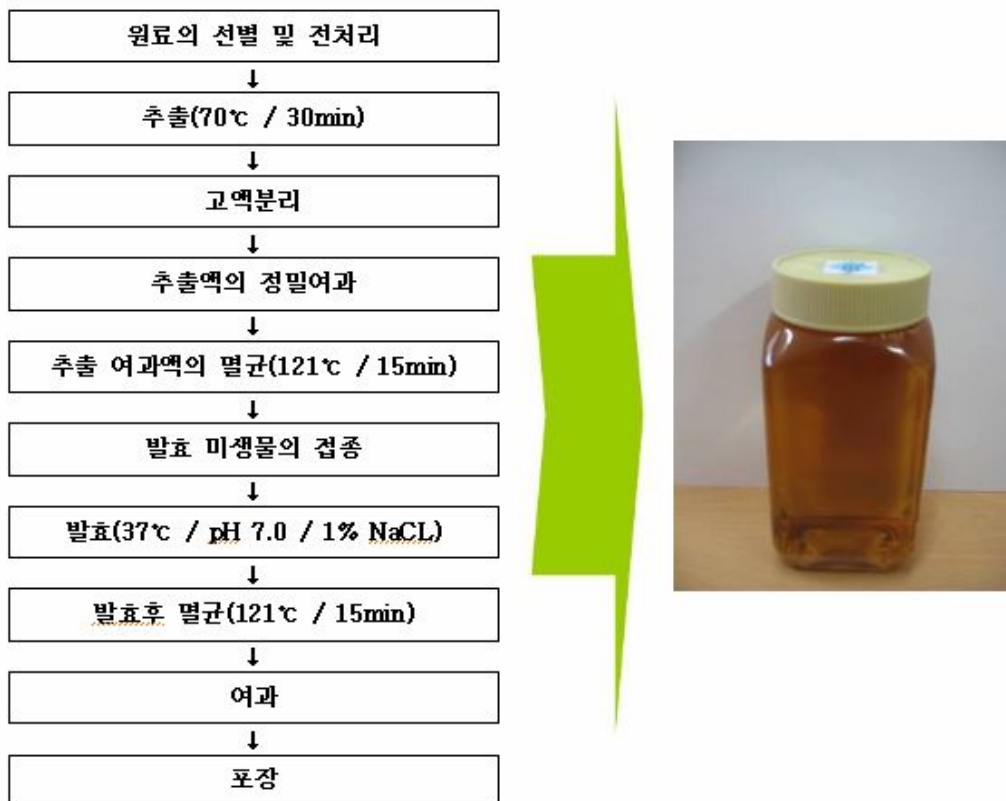 원료의 선별 및 전처리
↓
추출(70℃ / 30min)
↓
고액분리
↓
추출액의 정밀여과
↓
추출 여과액의 멸균(121℃ / 15min)
↓
발효 미생물의 접종
↓
발효(37℃ / pH 7.0 / 1% NaCL)
↓
발효후 멸균(121℃ / 15min)
↓
여과
↓
포장